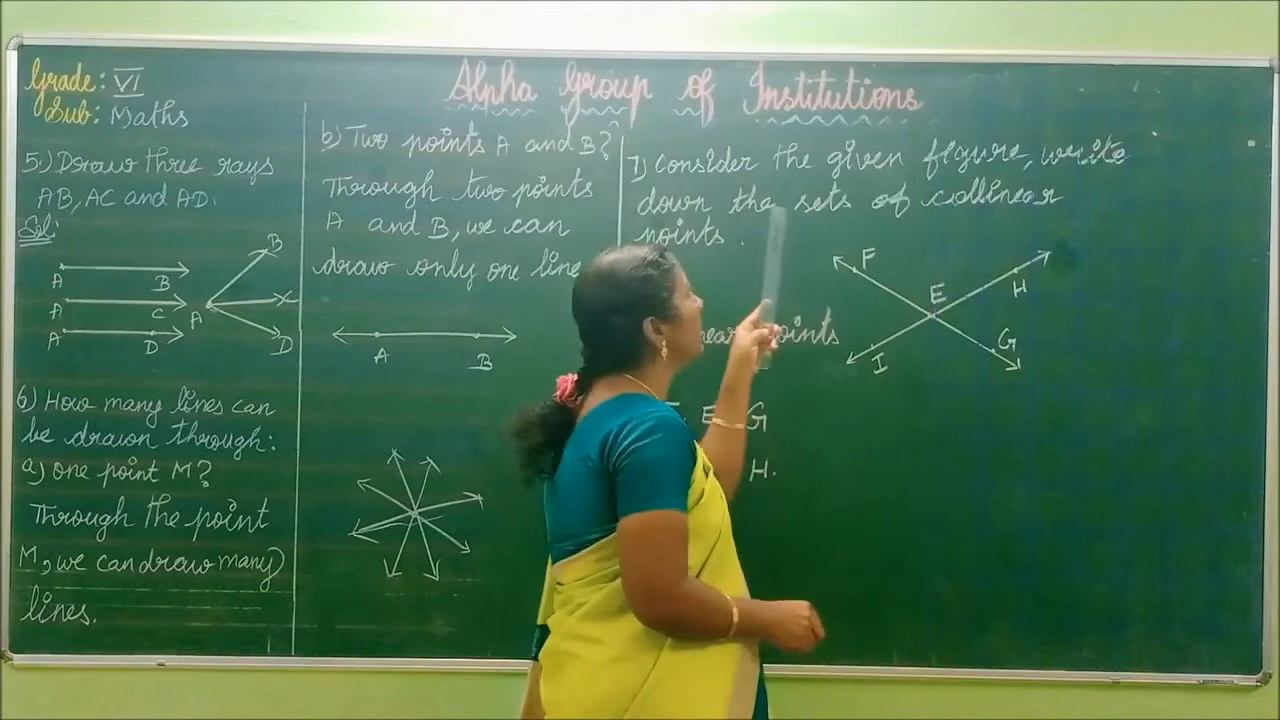 Alpha Group of Institutions
Grade: VI
Sub: Maths
5.) Draw three rays
AB, AC and AD.
Sol:
A B
A C
A D
A B
D
6) How many lines can
be drawn through:
a) one point M?
Through the point
M, we can draw many
lines.
b) Two points A and B?
Through two points
A and B, we can
draw only one line
A B
7) Consider the given figure, write
down the sets of collinear
points.
points
E G
H.
F
E
H
I
G